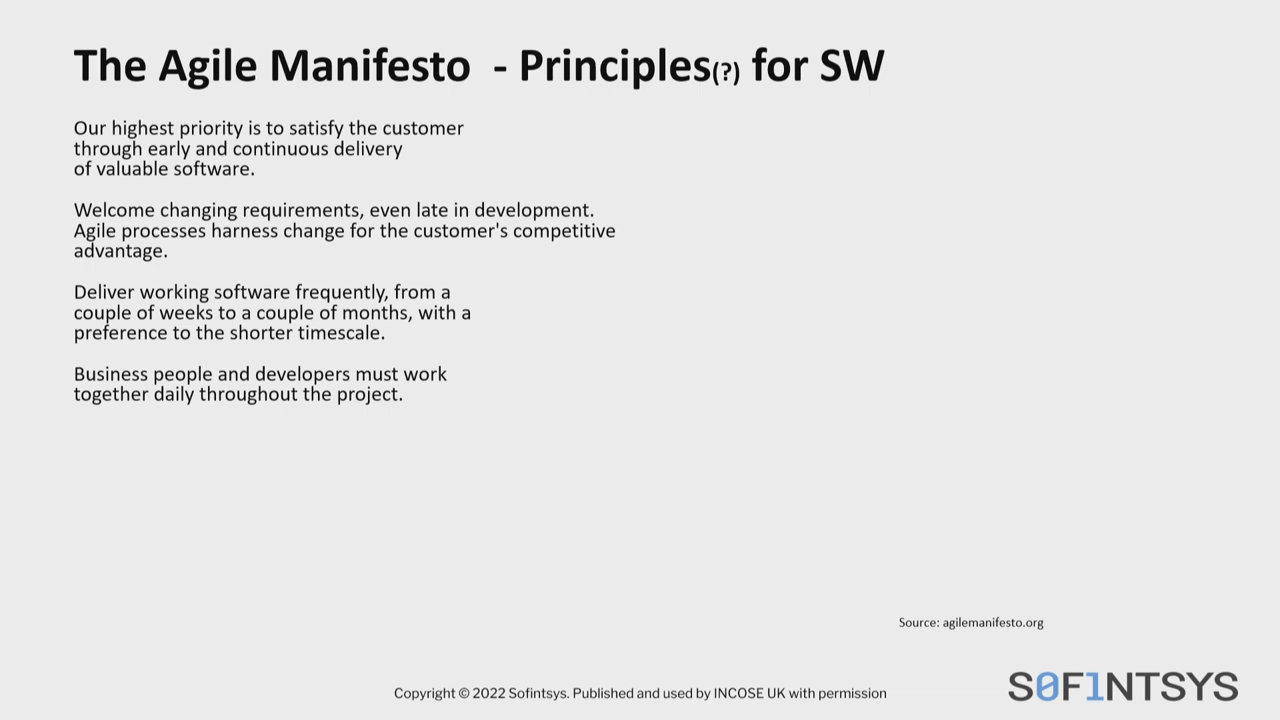 The Agile Manifesto - Principles(?) for SW
Our highest priority is to satisfy the customer
through early and continuous delivery
of valuable software.
Welcome changing requirements, even late in development.
Agile processes harness change for the customer's competitive
advantage.
Deliver working software frequently, from a
couple of weeks to a couple of months, with a
preference to the shorter timescale.
Business people and developers must work
together daily throughout the project.
Source: agilemanifesto.org
Copyright © 2022 Sofintsys. Published and used by INCOSE UK with permission
S0F1NTSYS